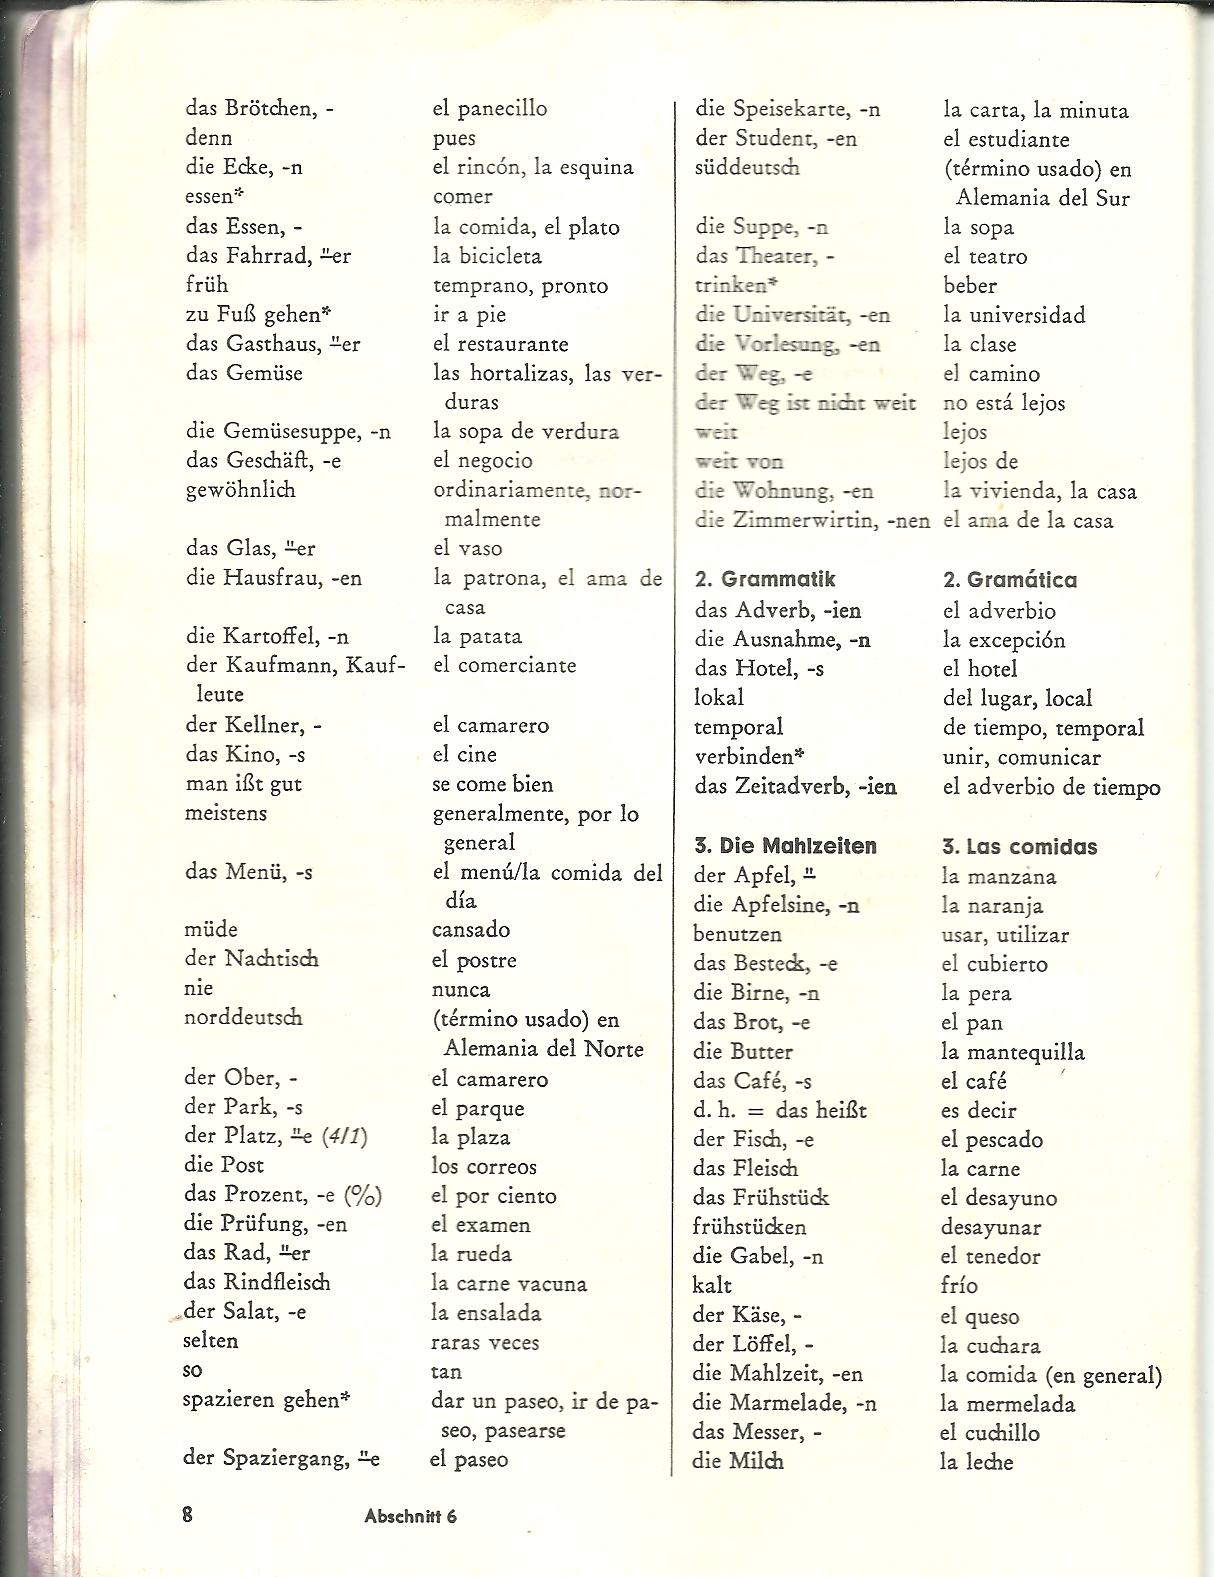 das Brötchen, - el panecillo
denn pues
die Ecke, -n el rincón, la esquina
essen* comer
das Essen, - la comida, el plato
das Fahrrad, ⸚er la bicicleta
früh temprano, pronto
zu Fuß gehen* ir a pie
das Gasthaus, ⸚er el restaurante
das Gemüse las hortalizas, las ver-
duras
die Gemüsesuppe, -n la sopa de verdura
das Geschäft, -e el negocio
gewöhnlich ordinariamente, nor-
malmente
das Glas, ⸚er el vaso
die Hausfrau, -en la patrona, el ama de
casa
die Kartoffel, -n la patata
der Kaufmann, Kauf- el comerciante
leute
der Kellner, - el camarero
das Kino, -s el cine
man ißt gut se come bien
meistens generalmente, por lo
general
das Menü, -s el menú/la comida del
día
müde cansado
der Nachtisch el postre
nie nunca
norddeutsch (término usado) en
Alemania del Norte
der Ober, - el camarero
der Park, -s el parque
der Platz, ⸚e (4/1) la plaza
die Post los correos
das Prozent, -e (%) el por ciento
die Prüfung, -en el examen
das Rad, ⸚er la rueda
das Rindfleisch la carne vacuna
der Salat, -e la ensalada
selten raras veces
so tan
spazieren gehen* dar un paseo, ir de pa-
seo, pasearse
der Spaziergang, ⸚e el paseo
die Speisekarte, -n la carta, la minuta
der Student, -en el estudiante
süddeutsch (término usado) en
Alemania del Sur
die Suppe, -n la sopa
das Theater, - el teatro
trinken* beber
die Universität, -en la universidad
die Vorlesung, -en la clase
der Weg, -e el camino
der Weg ist nicht weit no está lejos
weit lejos
weit von lejos de
die Wohnung, -en la vivienda, la casa
die Zimmerwirtin, -nen el ama de la casa
2. Grammatik 2. Gramática
das Adverb, -ien el adverbio
die Ausnahme, -n la excepción
das Hotel, -s el hotel
lokal del lugar, local
temporal de tiempo, temporal
verbinden* unir, comunicar
das Zeitadverb, -ien el adverbio de tiempo
3. Die Mahlzeiten 3. Las comidas
der Apfel, ⸚ la manzana
die Apfelsine, -n la naranja
benutzen usar, utilizar
das Besteck, -e el cubierto
die Birne, -n la pera
das Brot, -e el pan
die Butter la mantequilla
das Café, -s el café
d. h. = das heißt es decir
der Fisch, -e el pescado
das Fleisch la carne
das Frühstück el desayuno
frühstücken desayunar
die Gabel, -n el tenedor
kalt frío
der Käse, - el queso
der Löffel, - la cuchara
die Mahlzeit, -en la comida (en general)
die Marmelade, -n la mermelada
das Messer, - el cuchillo
die Milch la leche
8 Abschnitt 6